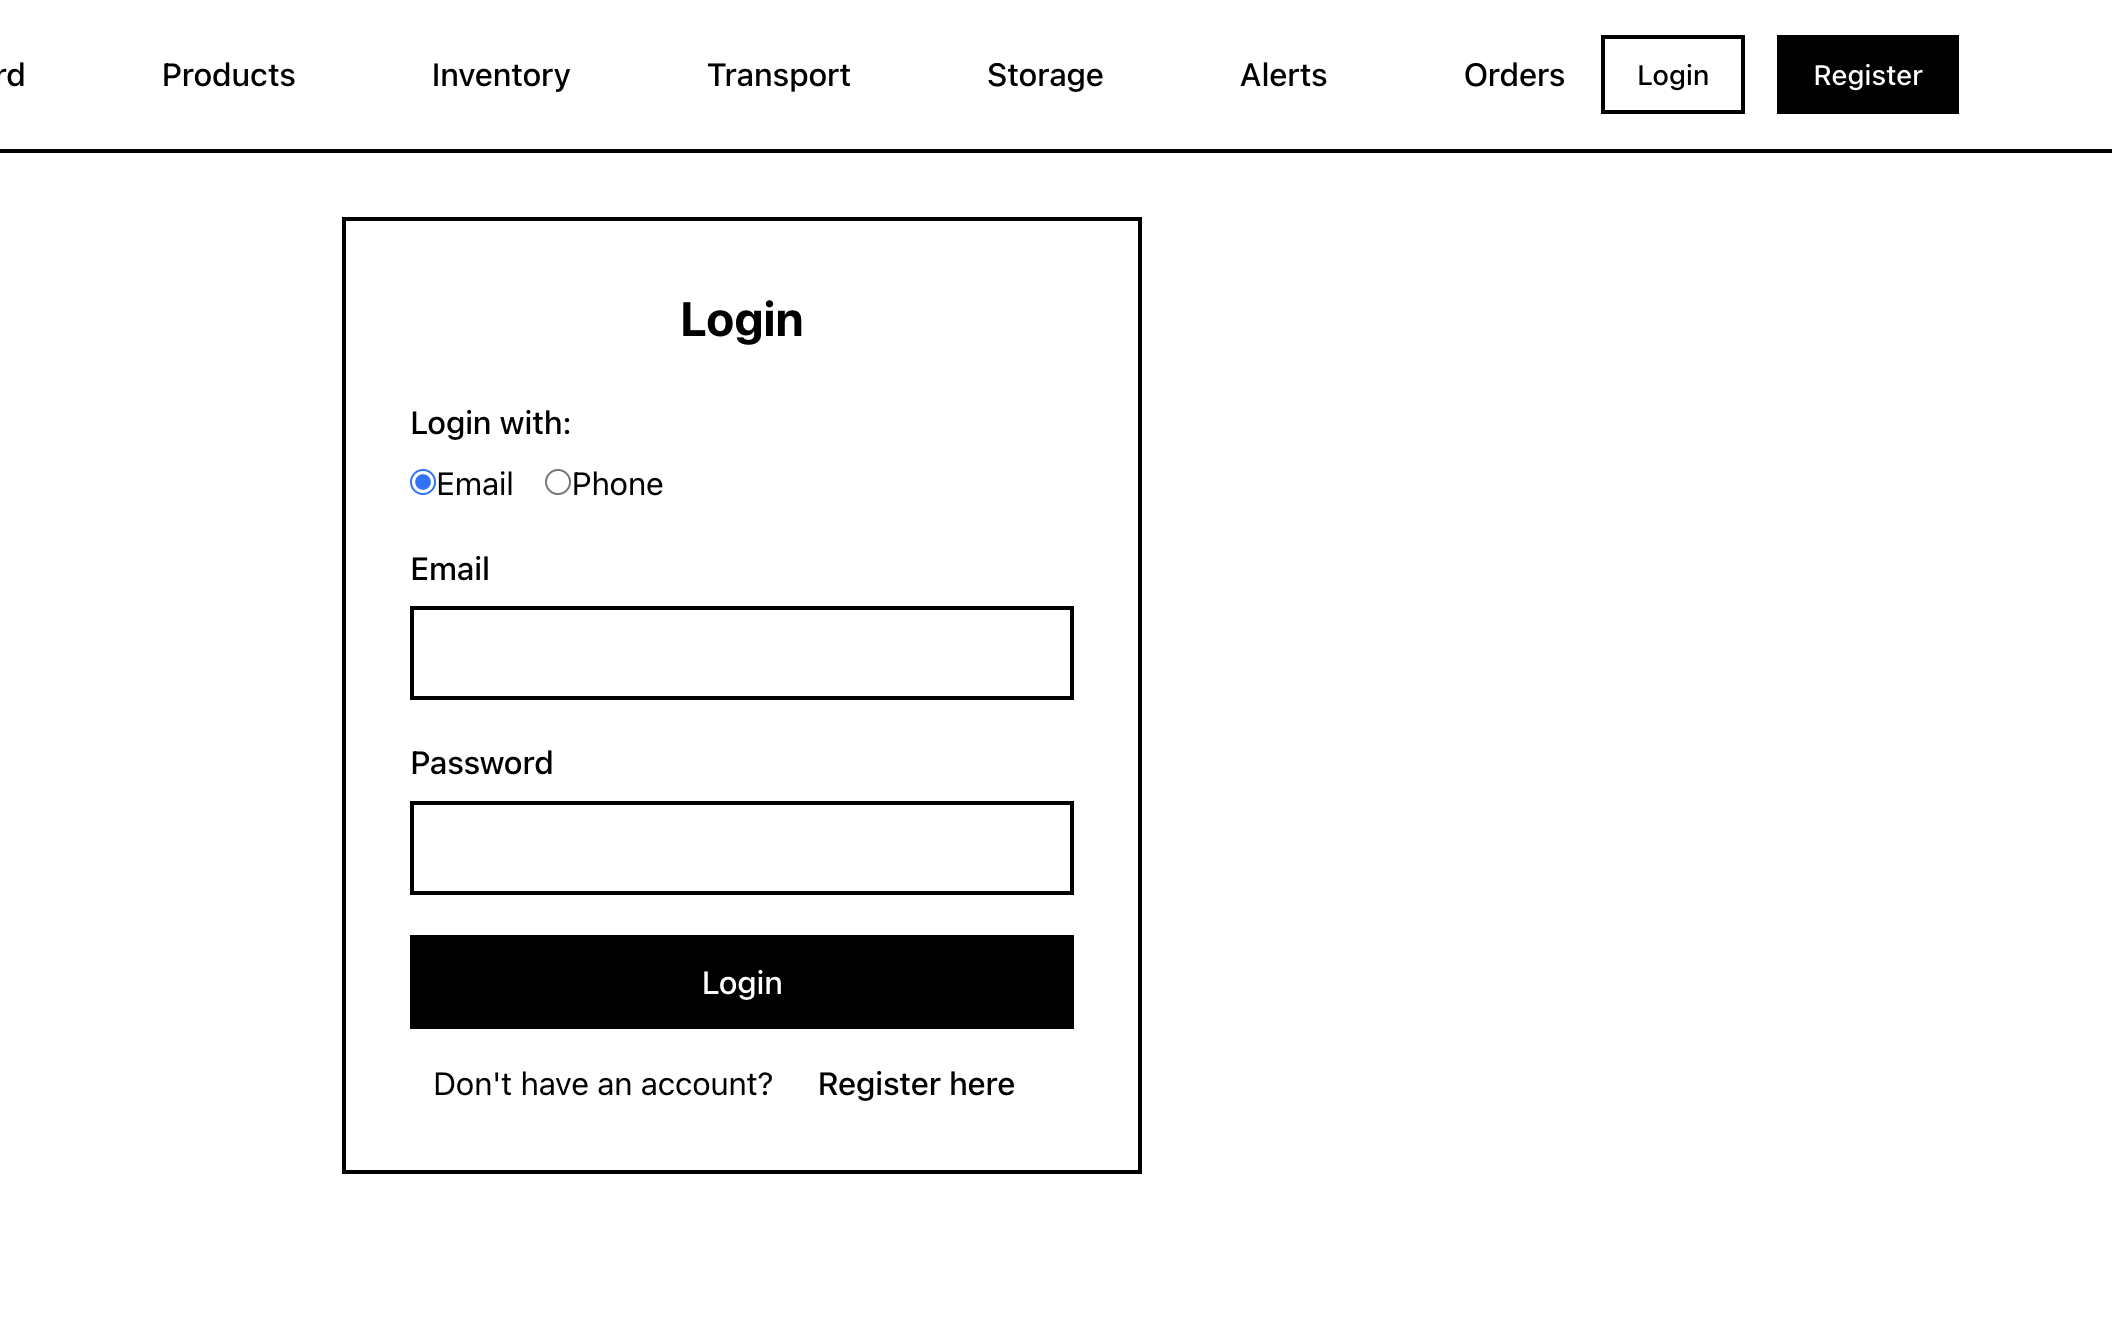 rd Products Inventory Transport Storage Alerts Orders Login Register
Login
Login with:
Email Phone
Email
Password
Login
Don't have an account? Register here